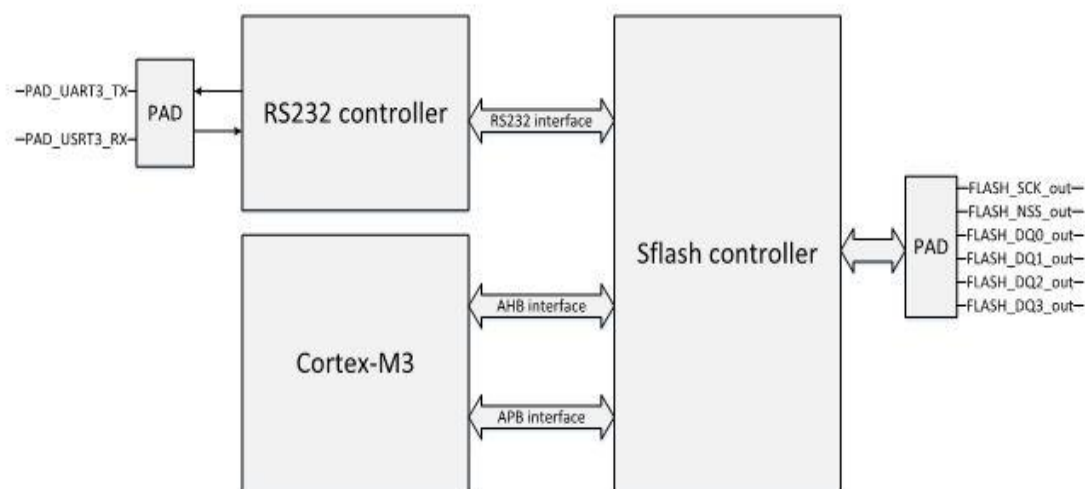 PAD_UART3_TX
PAD_USRT3_RX
PAD
RS232 controller
RS232 interface
Sflash controller
Cortex-M3
AHB interface
APB interface
PAD
FLASH_SCK_out
FLASH_NSS_out
FLASH_DQ0_out
FLASH_DQ1_out
FLASH_DQ2_out
FLASH_DQ3_out